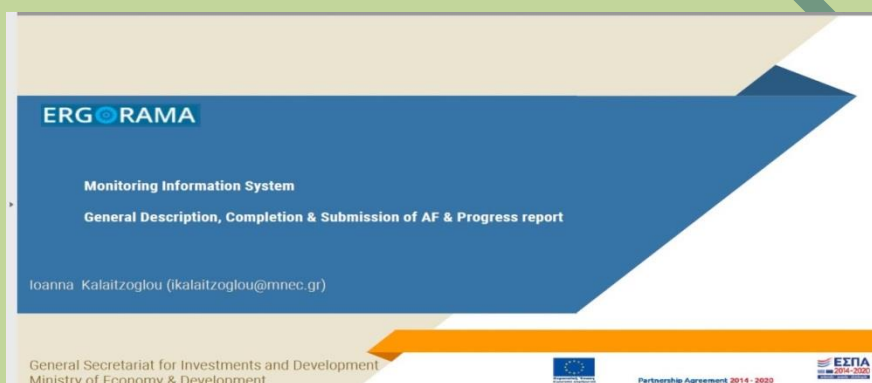 ERGORAMA
Monitoring Information System
General Description, Completion & Submission of AF & Progress report
Ioanna Kalaitzoglou (ikalaitzoglou@mnec.gr)
General Secretariat for Investments and Development
Ministry of Economy & Development
Partnership Agreement 2014 - 2020
ΕΣΠΑ
2014-2020